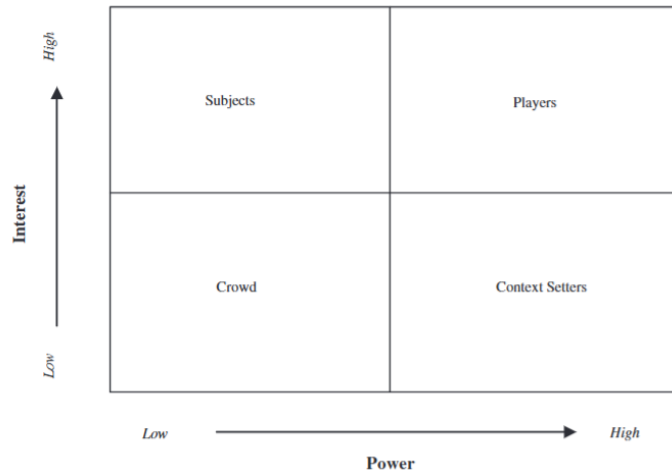 High
Subjects
Players
Interest
Crowd
Context Setters
Low
Low
High
Power